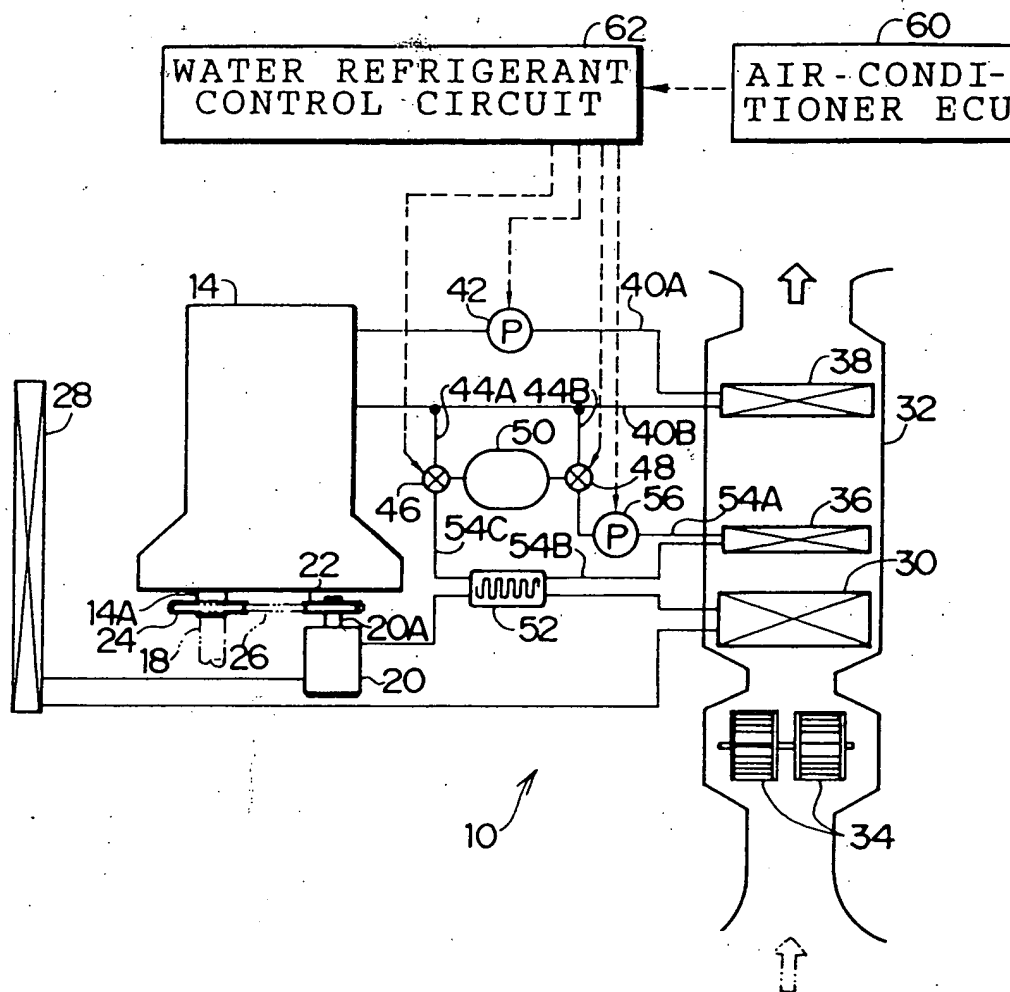 62
60
WATER REFRIGERANT
CONTROL CIRCUIT
AIR-CONDI-
TIONER ECU
14
42
P
40A
38
28
44A
44B
32
50
40B
46
48
56
54A
36
54C
P
54B
30
22
14A
24
20A
52
18
26
20
10
34